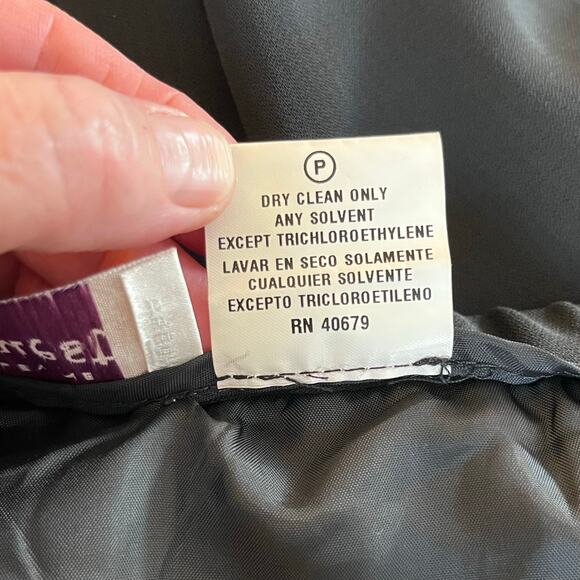 P
DRY CLEAN ONLY
ANY SOLVENT
EXCEPT TRICHLOROETHYLENE
LAVAR EN SECO SOLAMENTE
CUALQUIER SOLVENTE
EXCEPTO TRICLOROETILENO
RN 40679